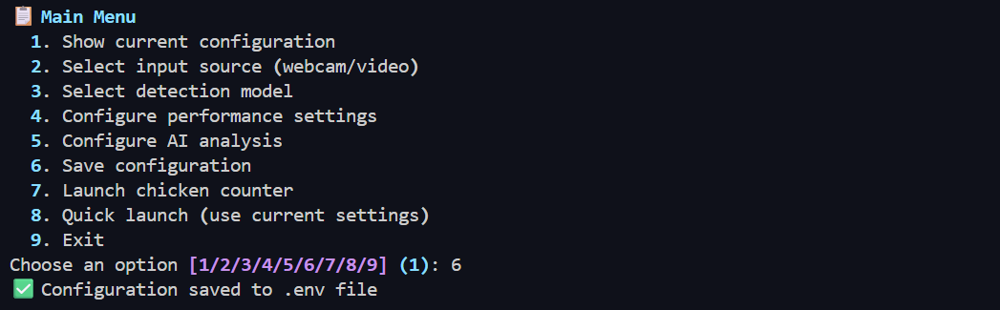 📋 Main Menu
1. Show current configuration
2. Select input source (webcam/video)
3. Select detection model
4. Configure performance settings
5. Configure AI analysis
6. Save configuration
7. Launch chicken counter
8. Quick launch (use current settings)
9. Exit
Choose an option [1/2/3/4/5/6/7/8/9] (1): 6
✅ Configuration saved to .env file